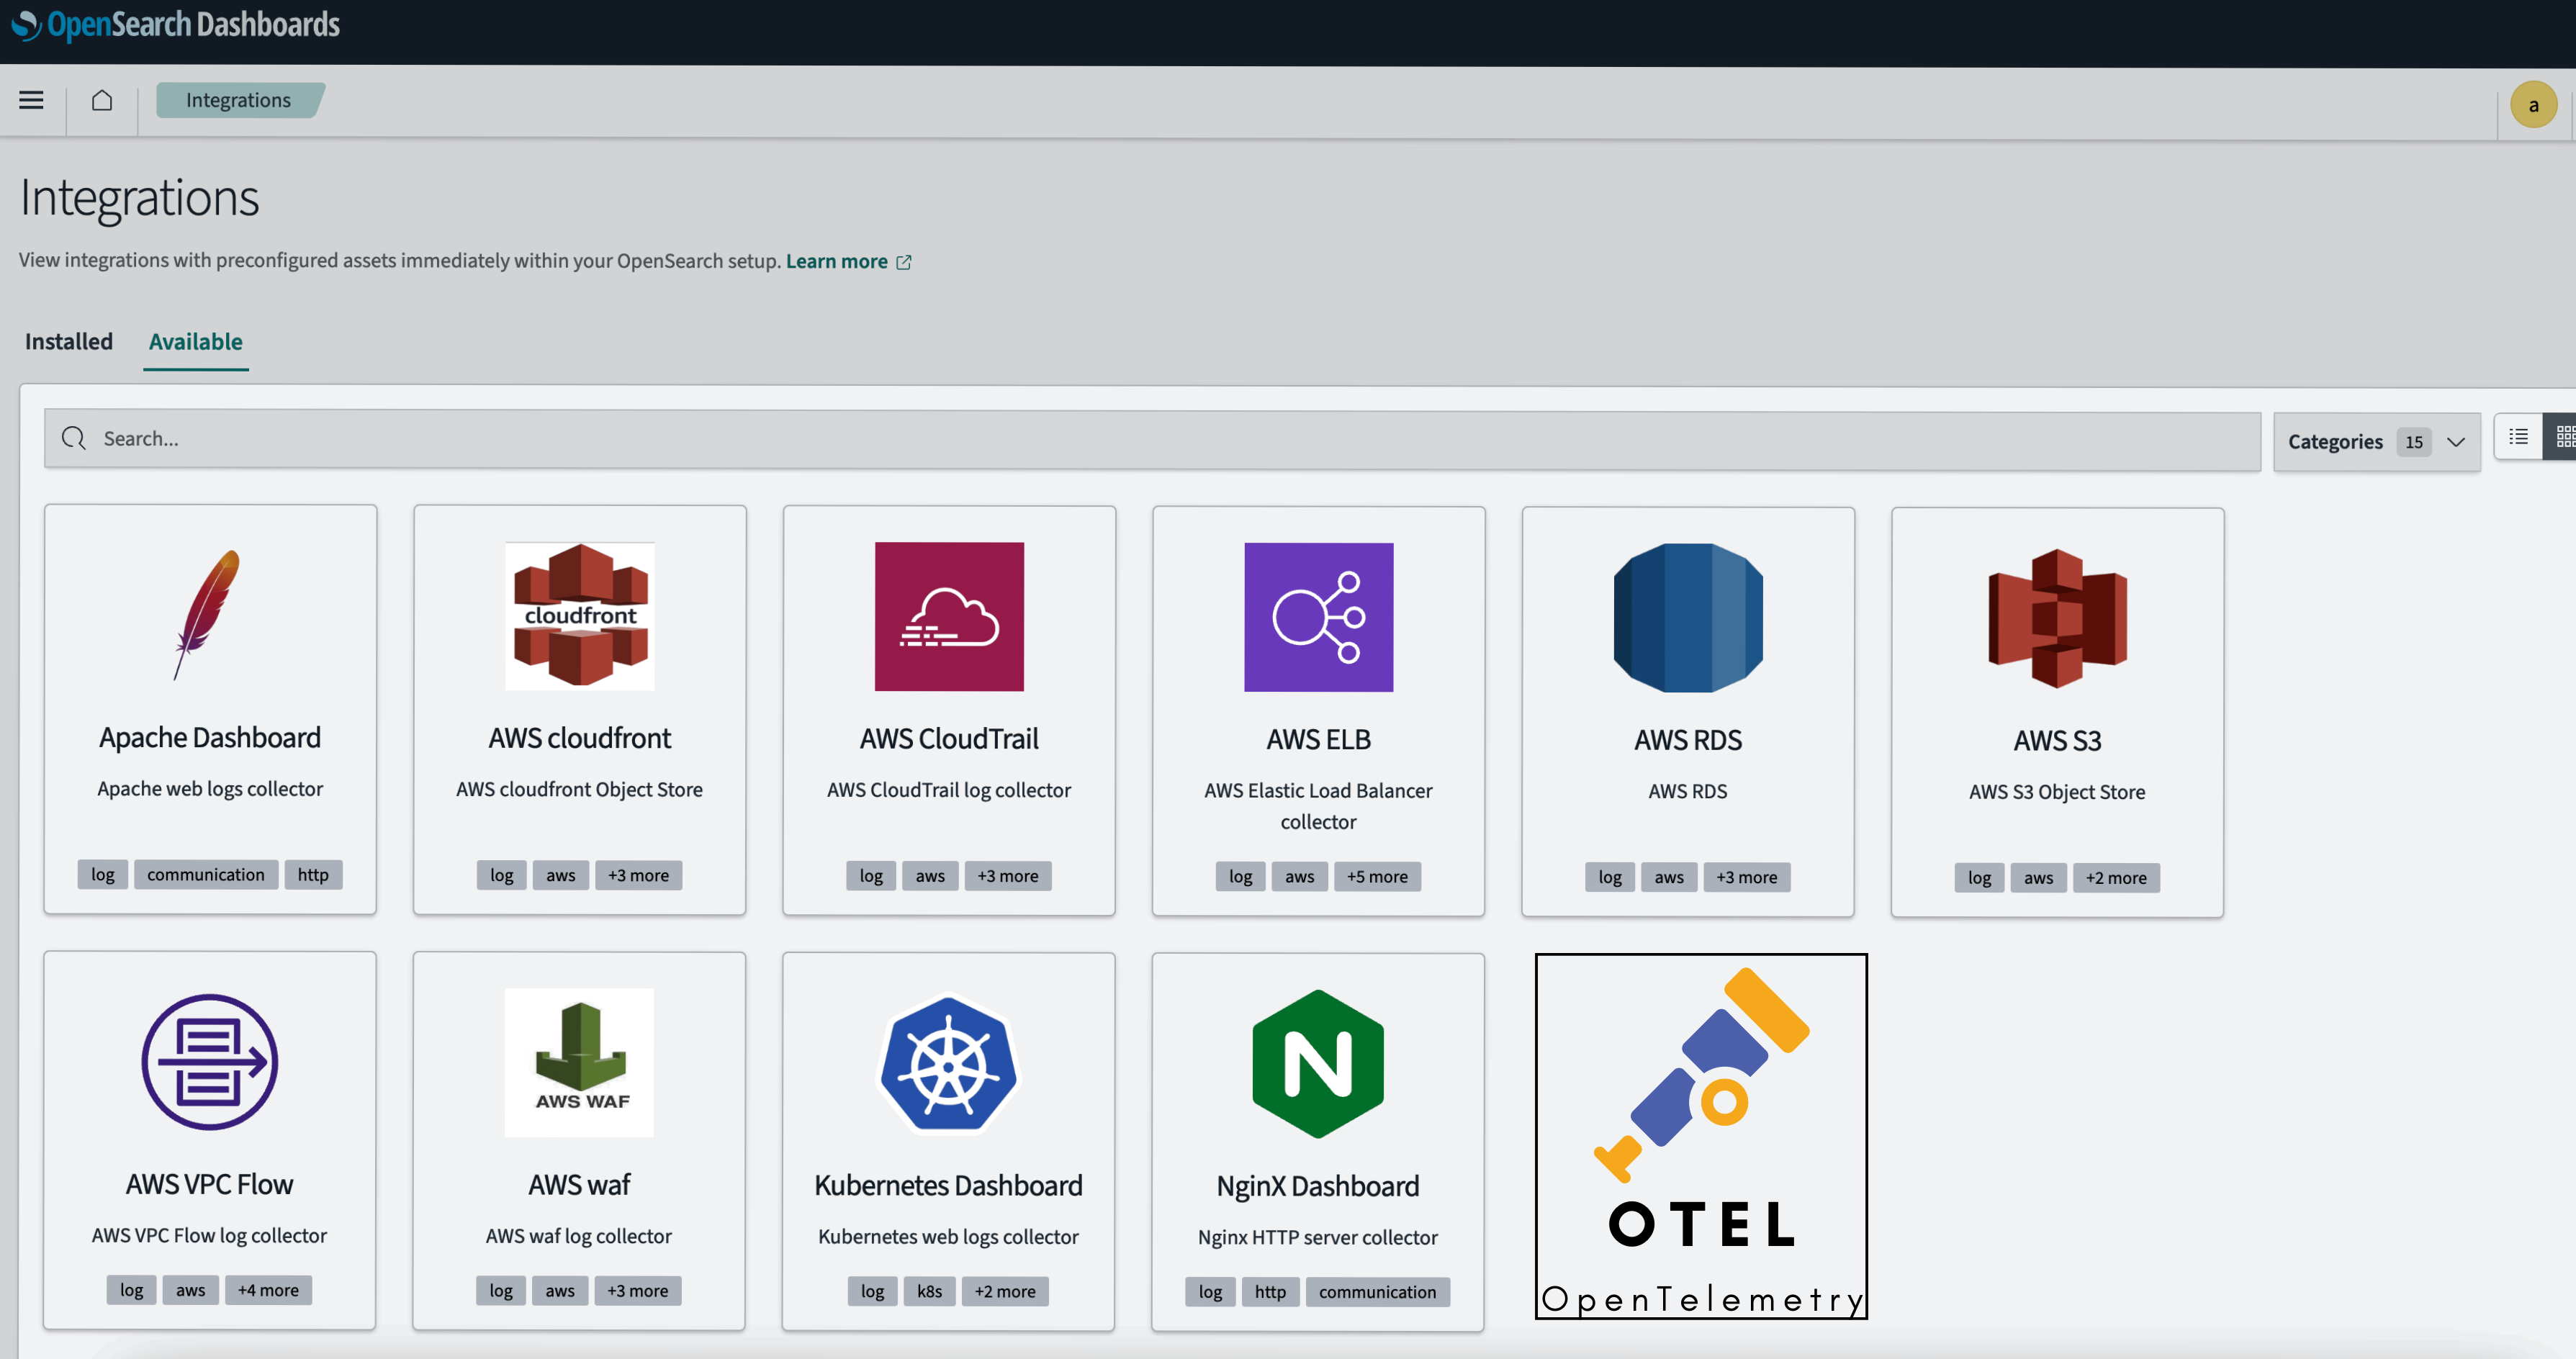 OpenSearch Dashboards
Integrations
a
Integrations
View integrations with preconfigured assets immediately within your OpenSearch setup. Learn more
Installed
Available
Search...
Categories 15
cloudfront
Apache Dashboard
Apache web logs collector
log communication http
AWS cloudfront
AWS cloudfront Object Store
log aws +3 more
AWS CloudTrail
AWS CloudTrail log collector
log aws +3 more
AWS ELB
AWS Elastic Load Balancer
collector
log aws +5 more
AWS RDS
AWS RDS
log aws +3 more
AWS S3
AWS S3 Object Store
log aws +2 more
AWS VPC Flow
AWS VPC Flow log collector
log aws +4 more
AWS WAF
AWS waf
AWS waf log collector
log aws +3 more
Kubernetes Dashboard
Kubernetes web logs collector
log k8s +2 more
N
NginX Dashboard
Nginx HTTP server collector
log http communication
OTEL
OpenTelemetry